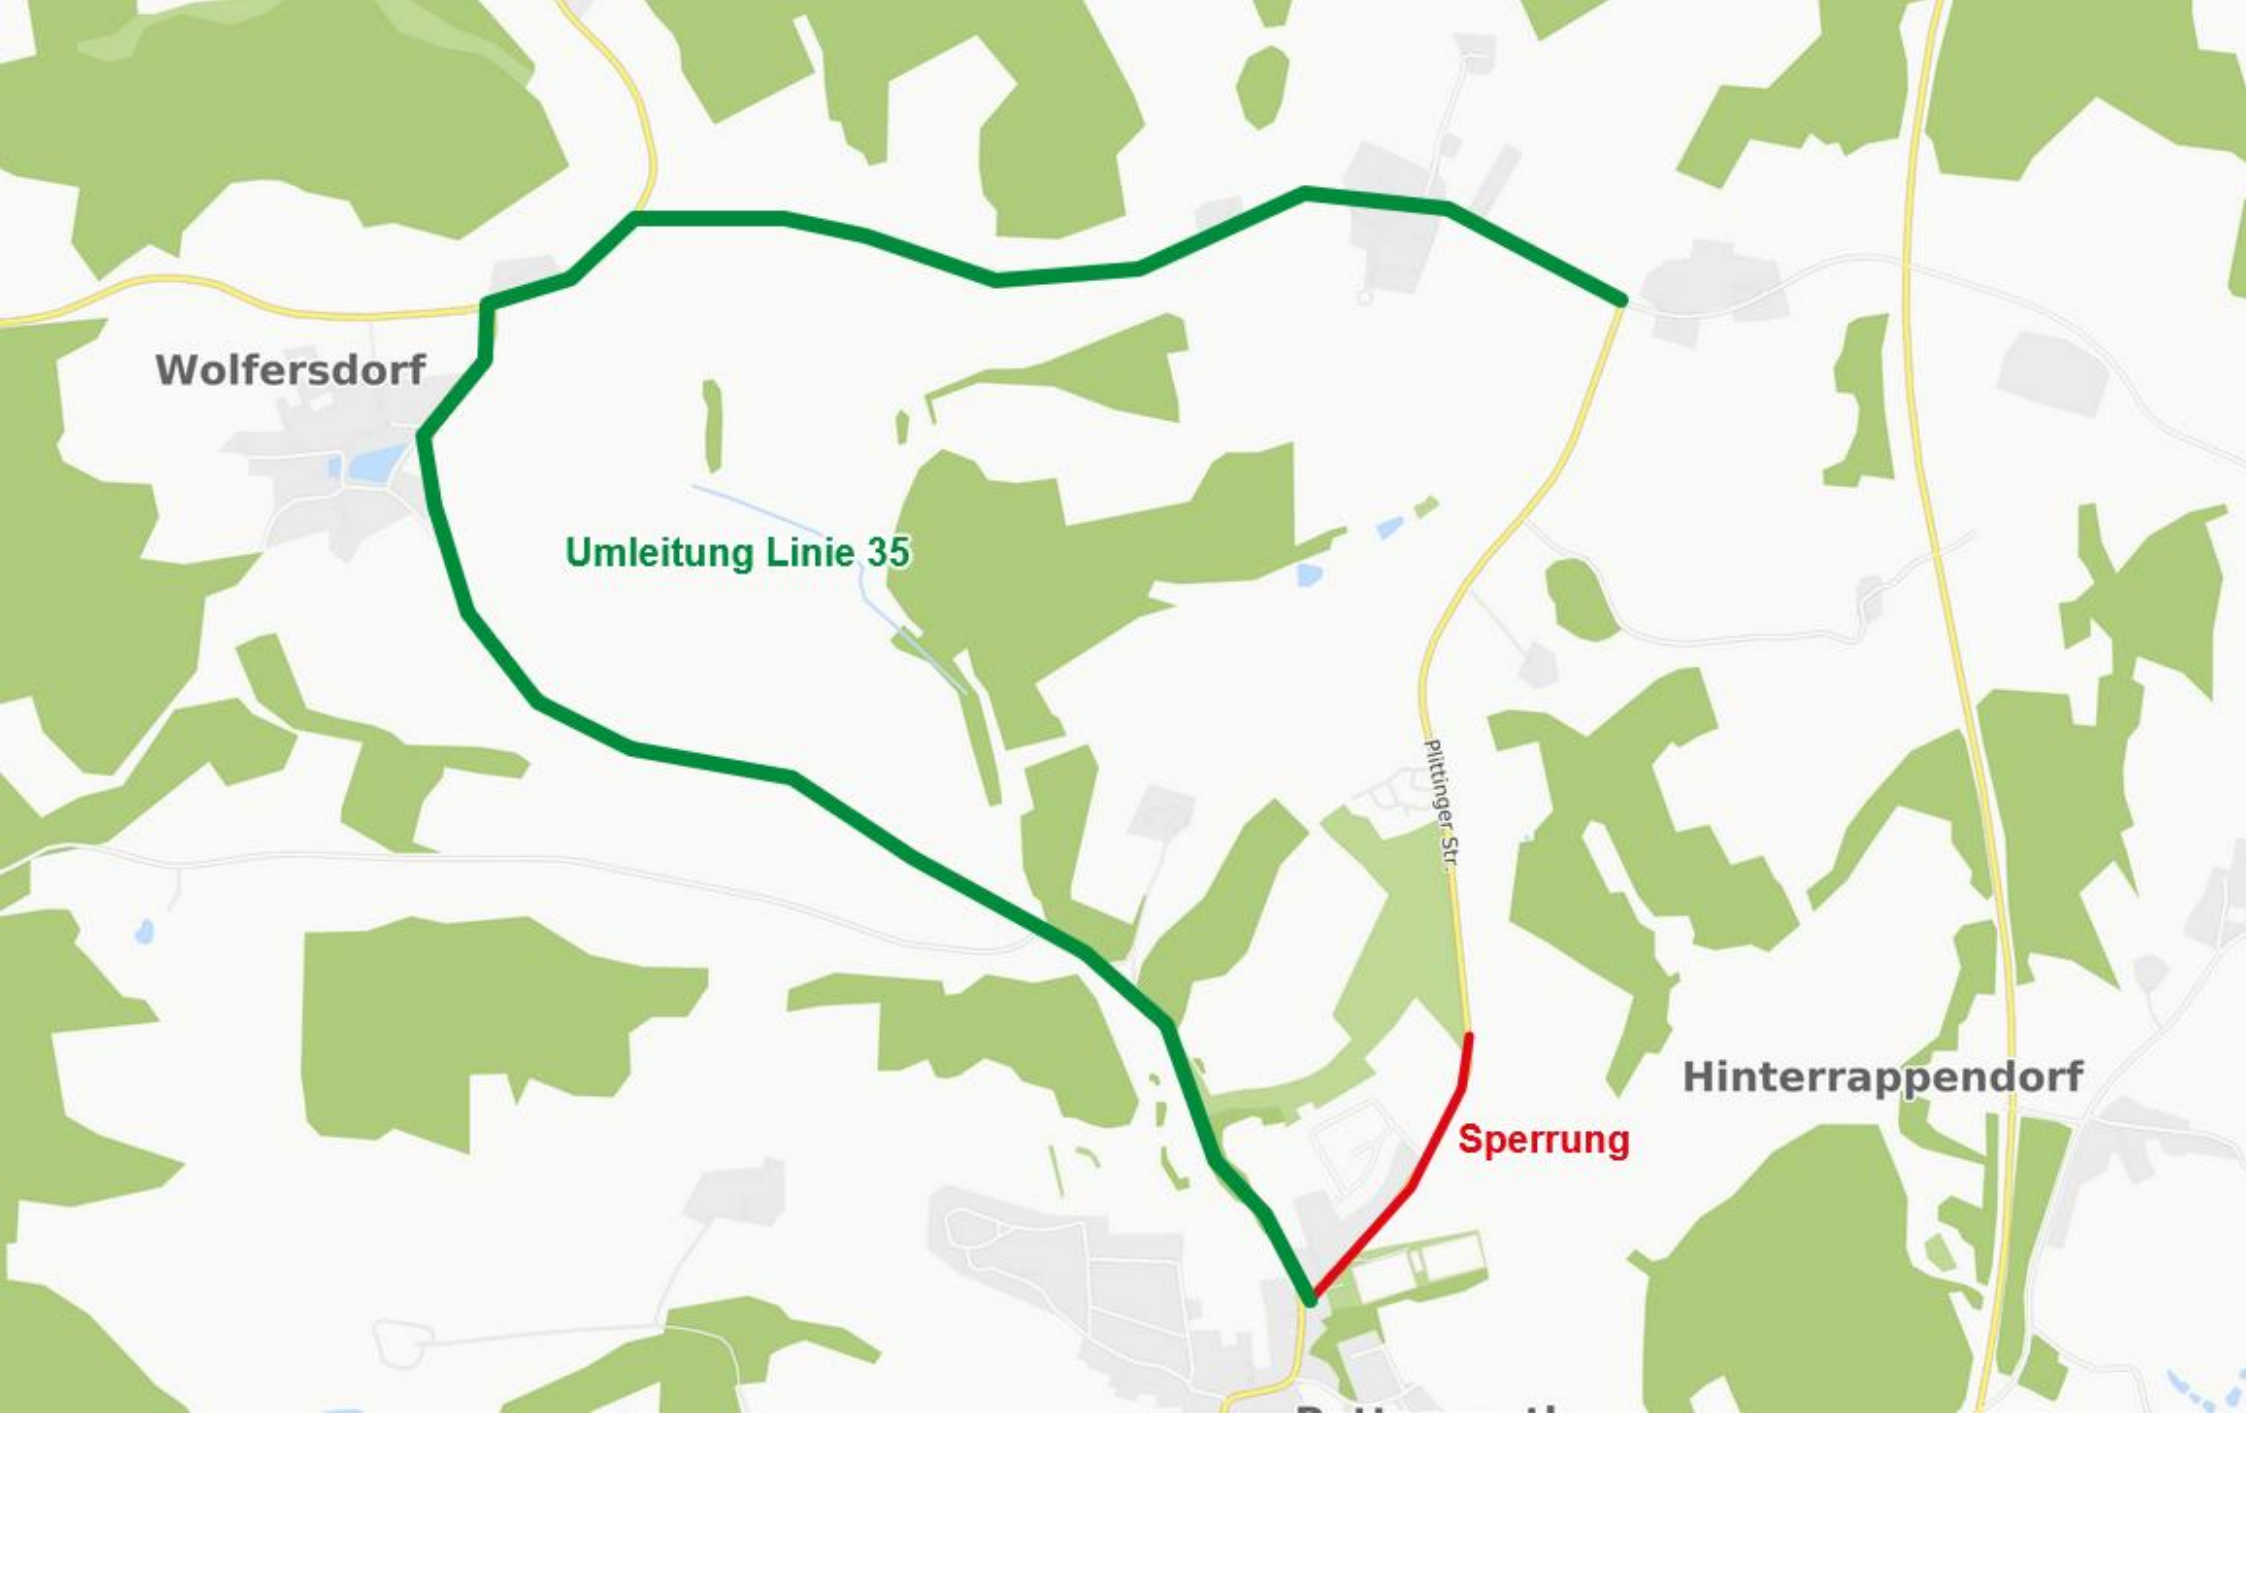 Wolfersdorf
Umleitung Linie 35
Plittinger Str.
Hinterrappendorf
Sperrung